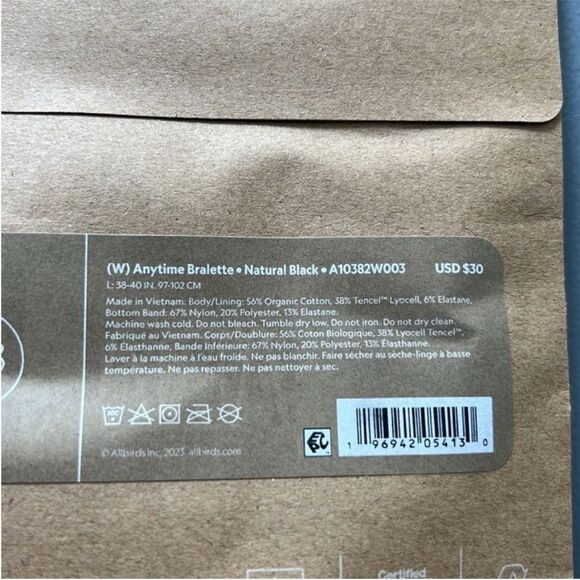 (W) Anytime Bralette • Natural Black • A10382W003 USD $30
L: 38-40 IN. 97-102 CM
Made in Vietnam. Body/Lining: 56% Organic Cotton, 38% Tencel™ Lyocell, 6% Elastane,
Bottom Band: 67% Nylon, 20% Polyester, 13% Elastane.
Machine wash cold. Do not bleach. Tumble dry low. Do not iron. Do not dry clean.
Fabriqué au Vietnam. Corps/Doublure: 56% Coton Biologique, 38% Lyocell Tencel™,
6% Élasthanne, Bande Inférieure: 67% Nylon, 20% Polyester, 13% Élasthanne.
Laver à la machine à l'eau froide. Ne pas blanchir. Faire sécher au sèche-linge à basse
température. Ne pas repasser. Ne pas nettoyer à sec.
© Allbirds Inc. 2023 allbirds.com
1 96942 05413 0
Certified